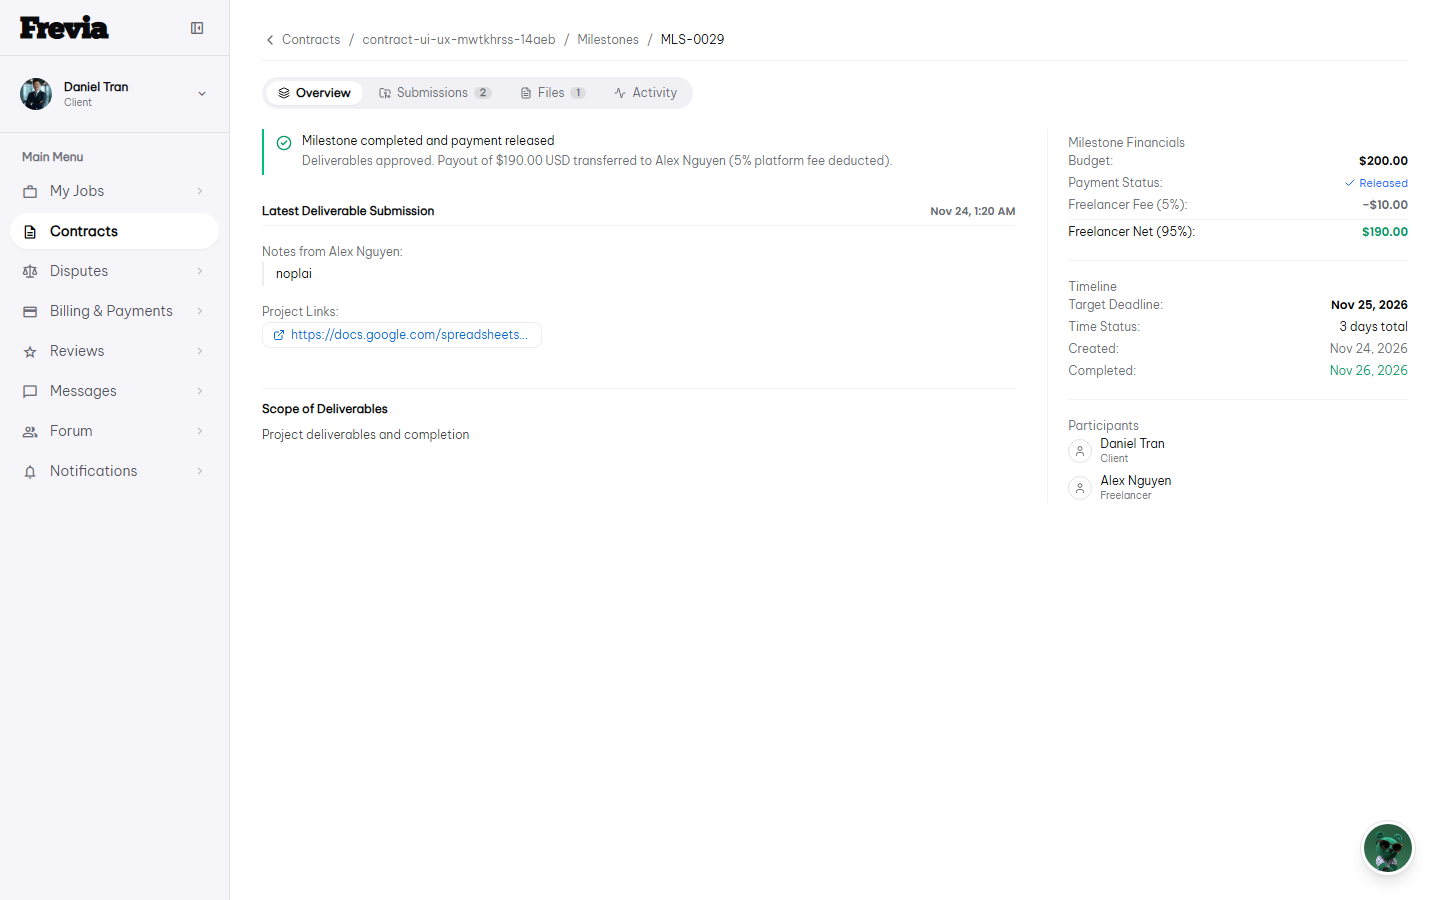 Frevia
Daniel Tran
Client
Main Menu
My Jobs
Contracts
Disputes
Billing & Payments
Reviews
Messages
Forum
Notifications
Contracts / contract-ui-ux-mwtkhrss-14aeb / Milestones / MLS-0029
Overview
Submissions 2
Files 1
Activity
Milestone completed and payment released
Deliverables approved. Payout of $190.00 USD transferred to Alex Nguyen (5% platform fee deducted).
Latest Deliverable Submission Nov 24, 1:20 AM
Notes from Alex Nguyen:
noplai
Project Links:
https://docs.google.com/spreadsheets...
Scope of Deliverables
Project deliverables and completion
Milestone Financials
Budget: $200.00
Payment Status: Released
Freelancer Fee (5%): -$10.00
Freelancer Net (95%): $190.00
Timeline
Target Deadline: Nov 25, 2026
Time Status: 3 days total
Created: Nov 24, 2026
Completed: Nov 26, 2026
Participants
Daniel Tran
Client
Alex Nguyen
Freelancer